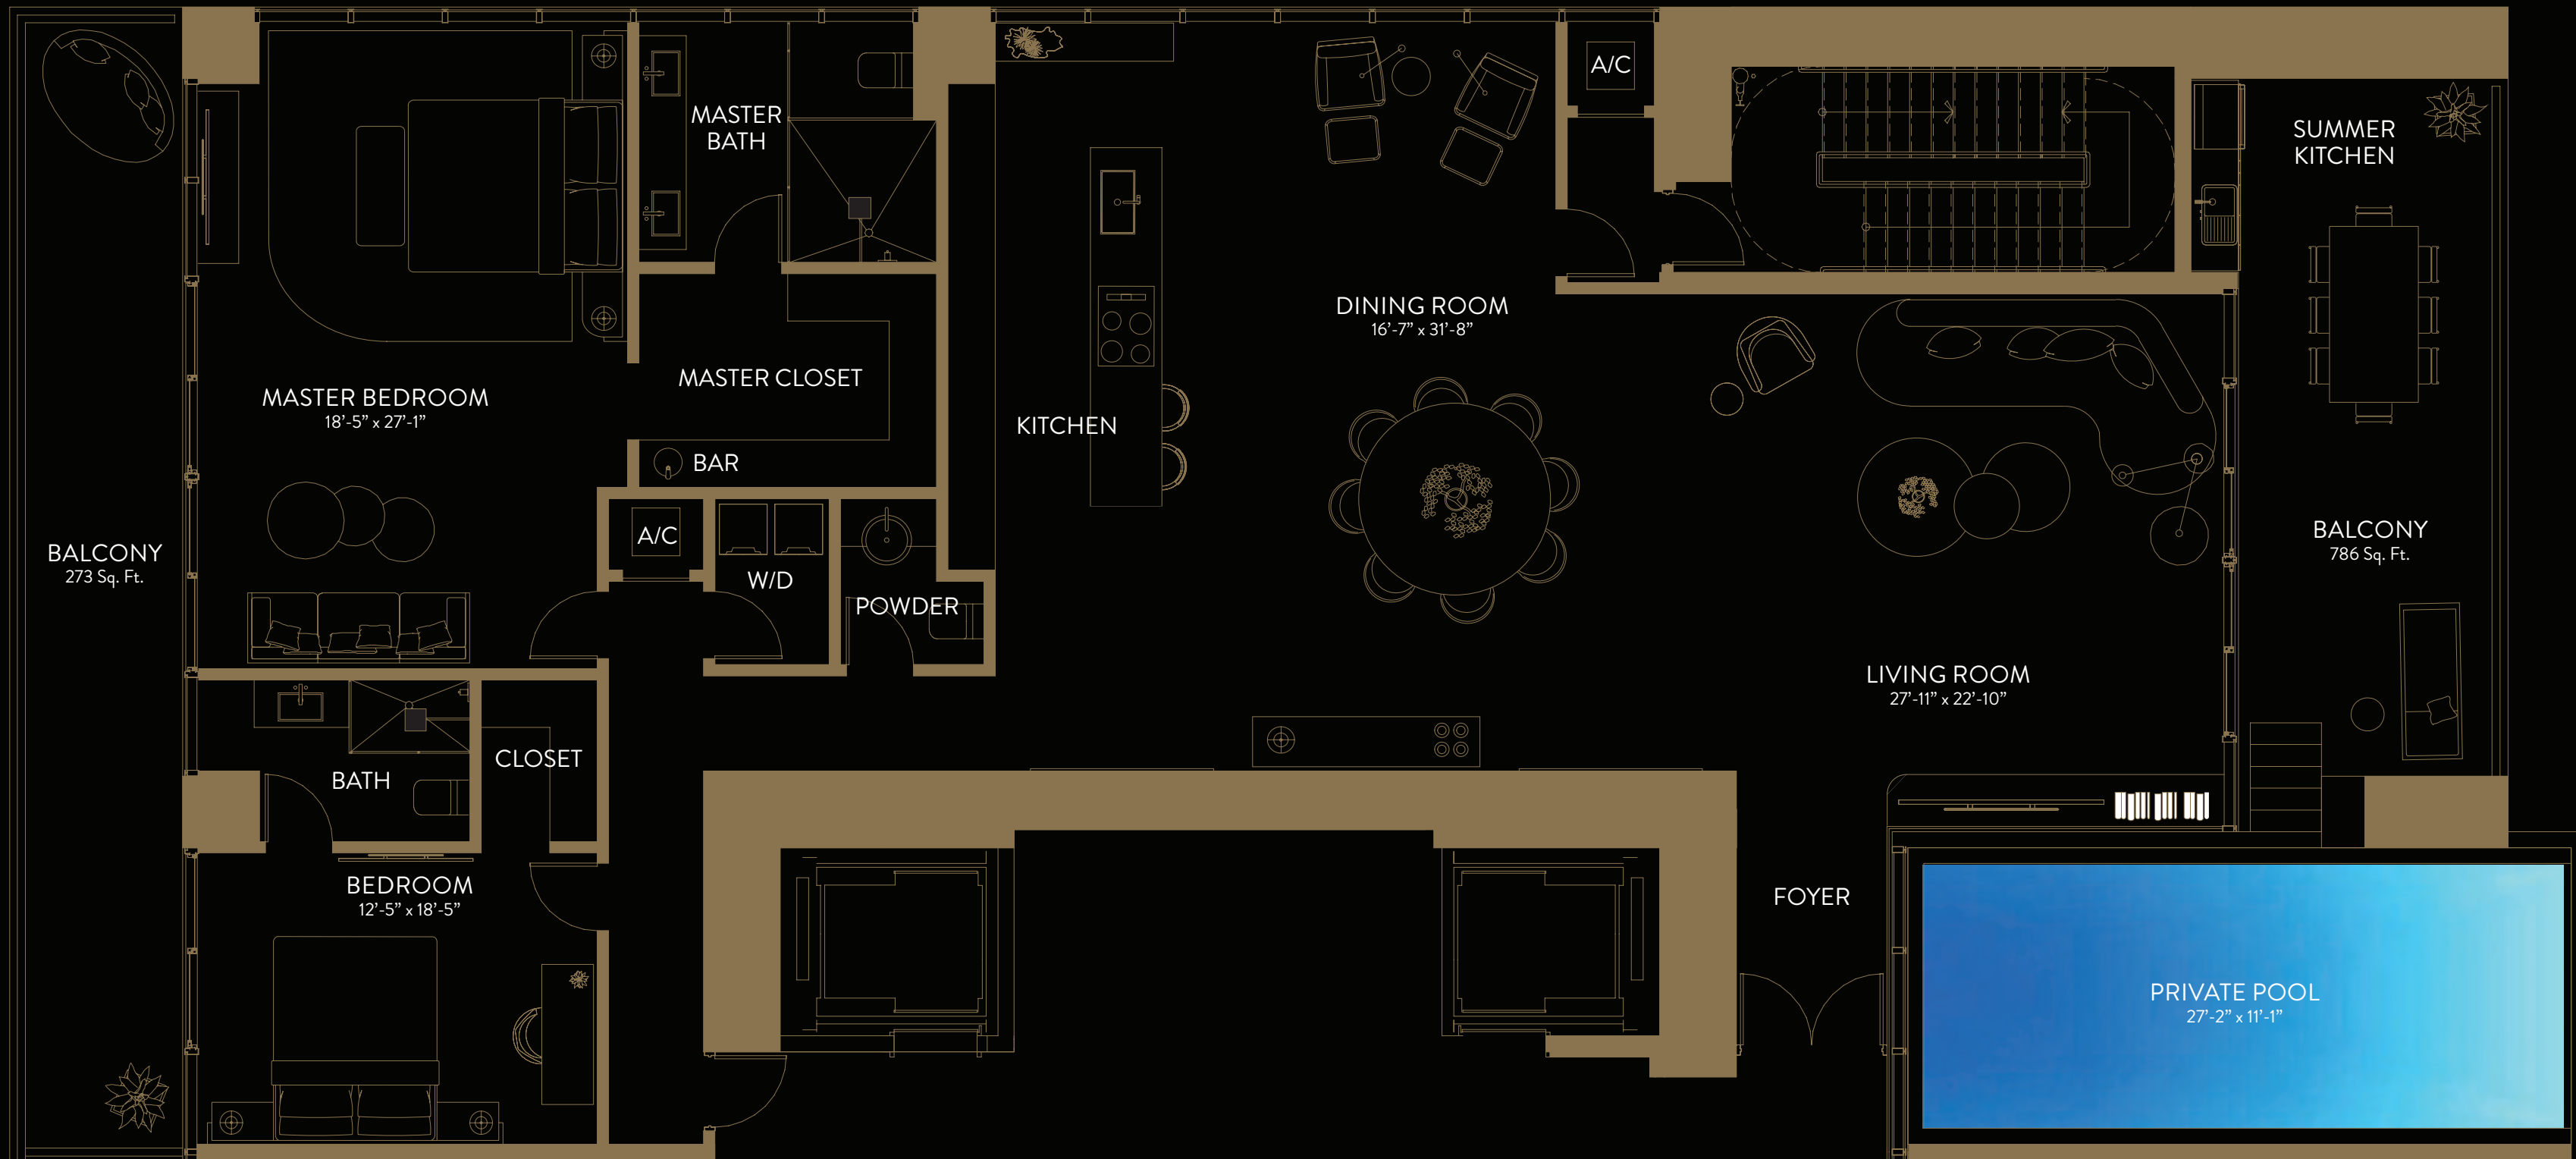 A/C
MASTER
BATH
SUMMER
KITCHEN
DINING ROOM
16’-7” x 31’-8”
MASTER CLOSET
MASTER BEDROOM
18’-5” x 27’-1”
KITCHEN
BAR
A/C
BALCONY
273 Sq. Ft.
W/D
POWDER
BALCONY
786 Sq. Ft.
LIVING ROOM
27’-11” x 22’-10”
CLOSET
BATH
BEDROOM
12’-5” x 18’-5”
FOYER
PRIVATE POOL
27’-2” x 11’-1”